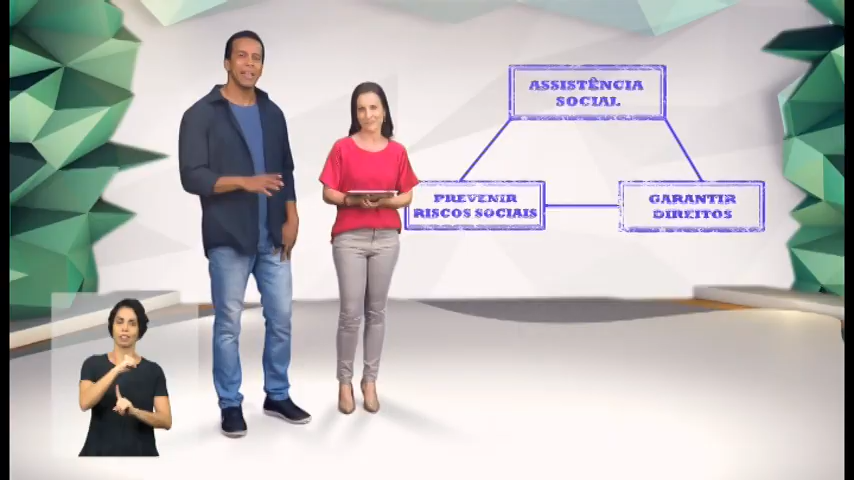 ASSISTÊNCIA
SOCIAL
PREVENIR
RISCOS SOCIAIS
GARANTIR
DIREITOS